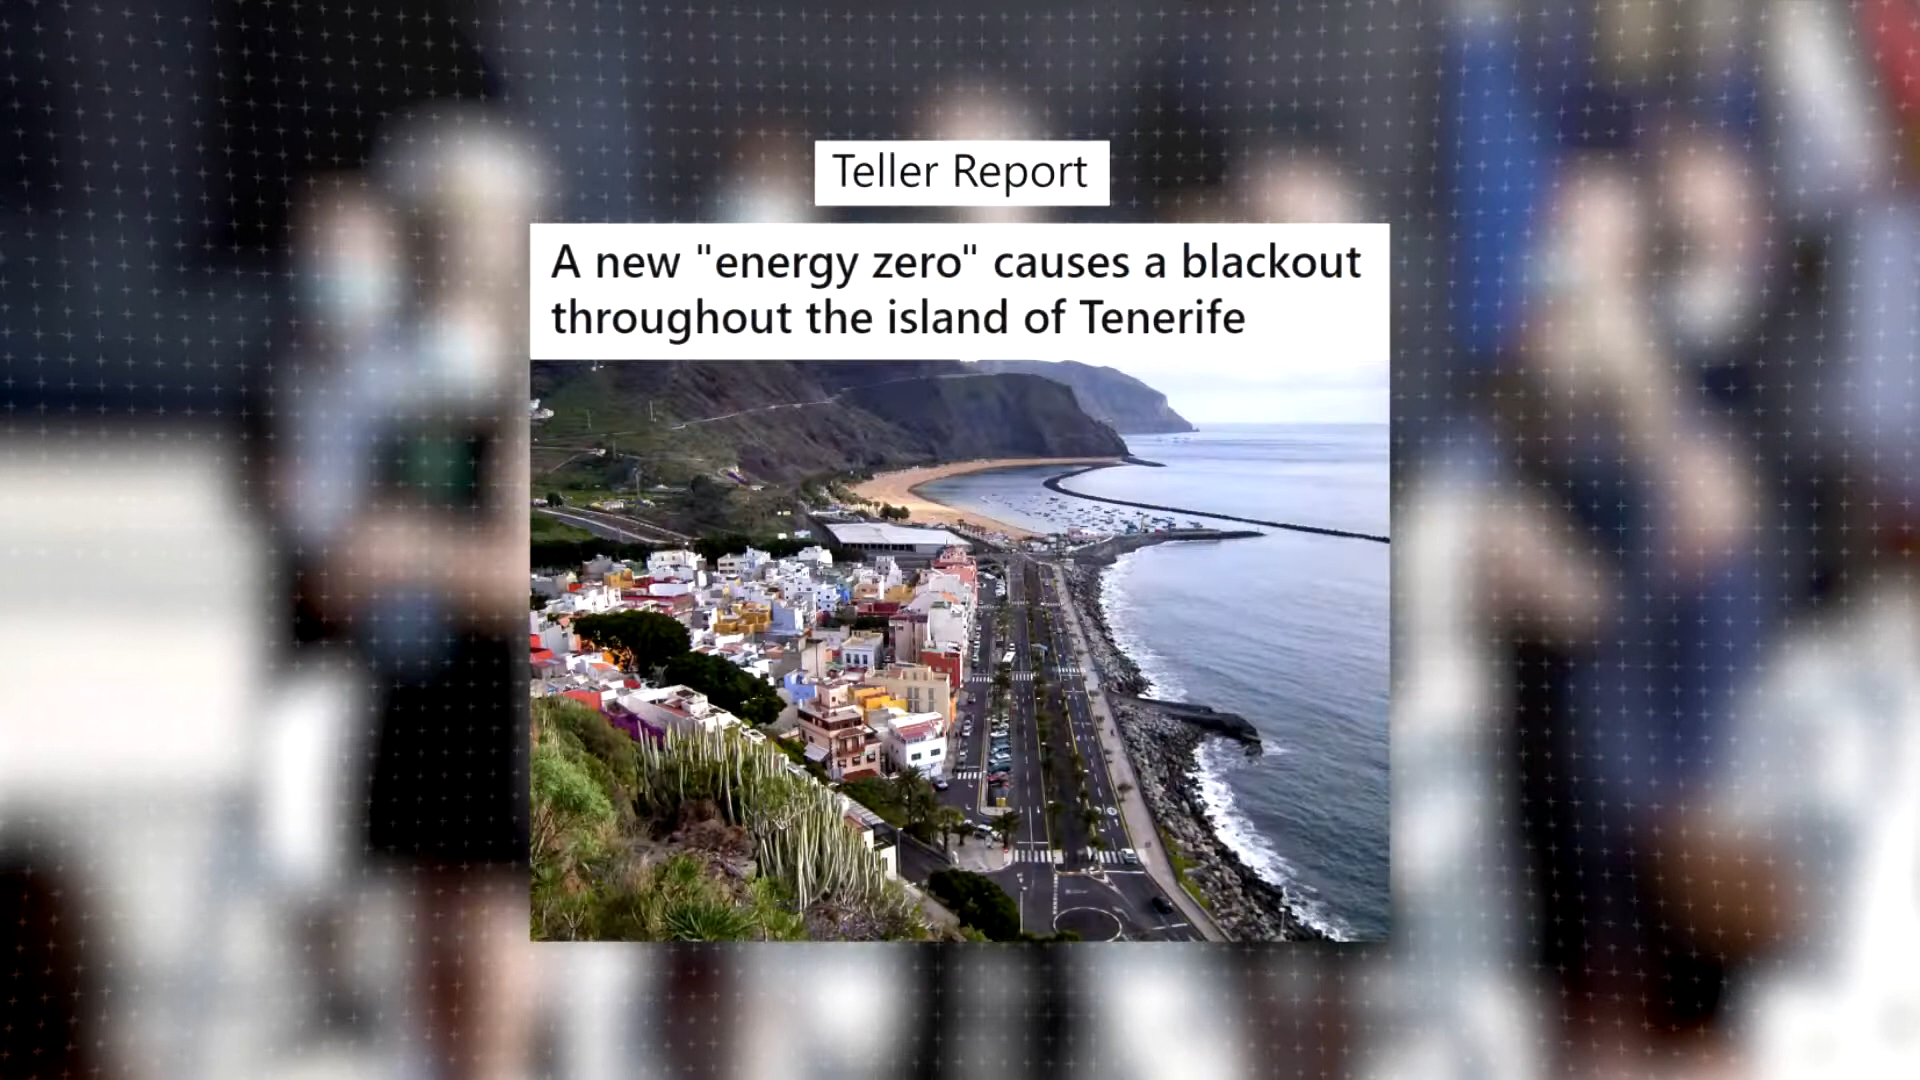 Teller Report
A new "energy zero" causes a blackout
throughout the island of Tenerife